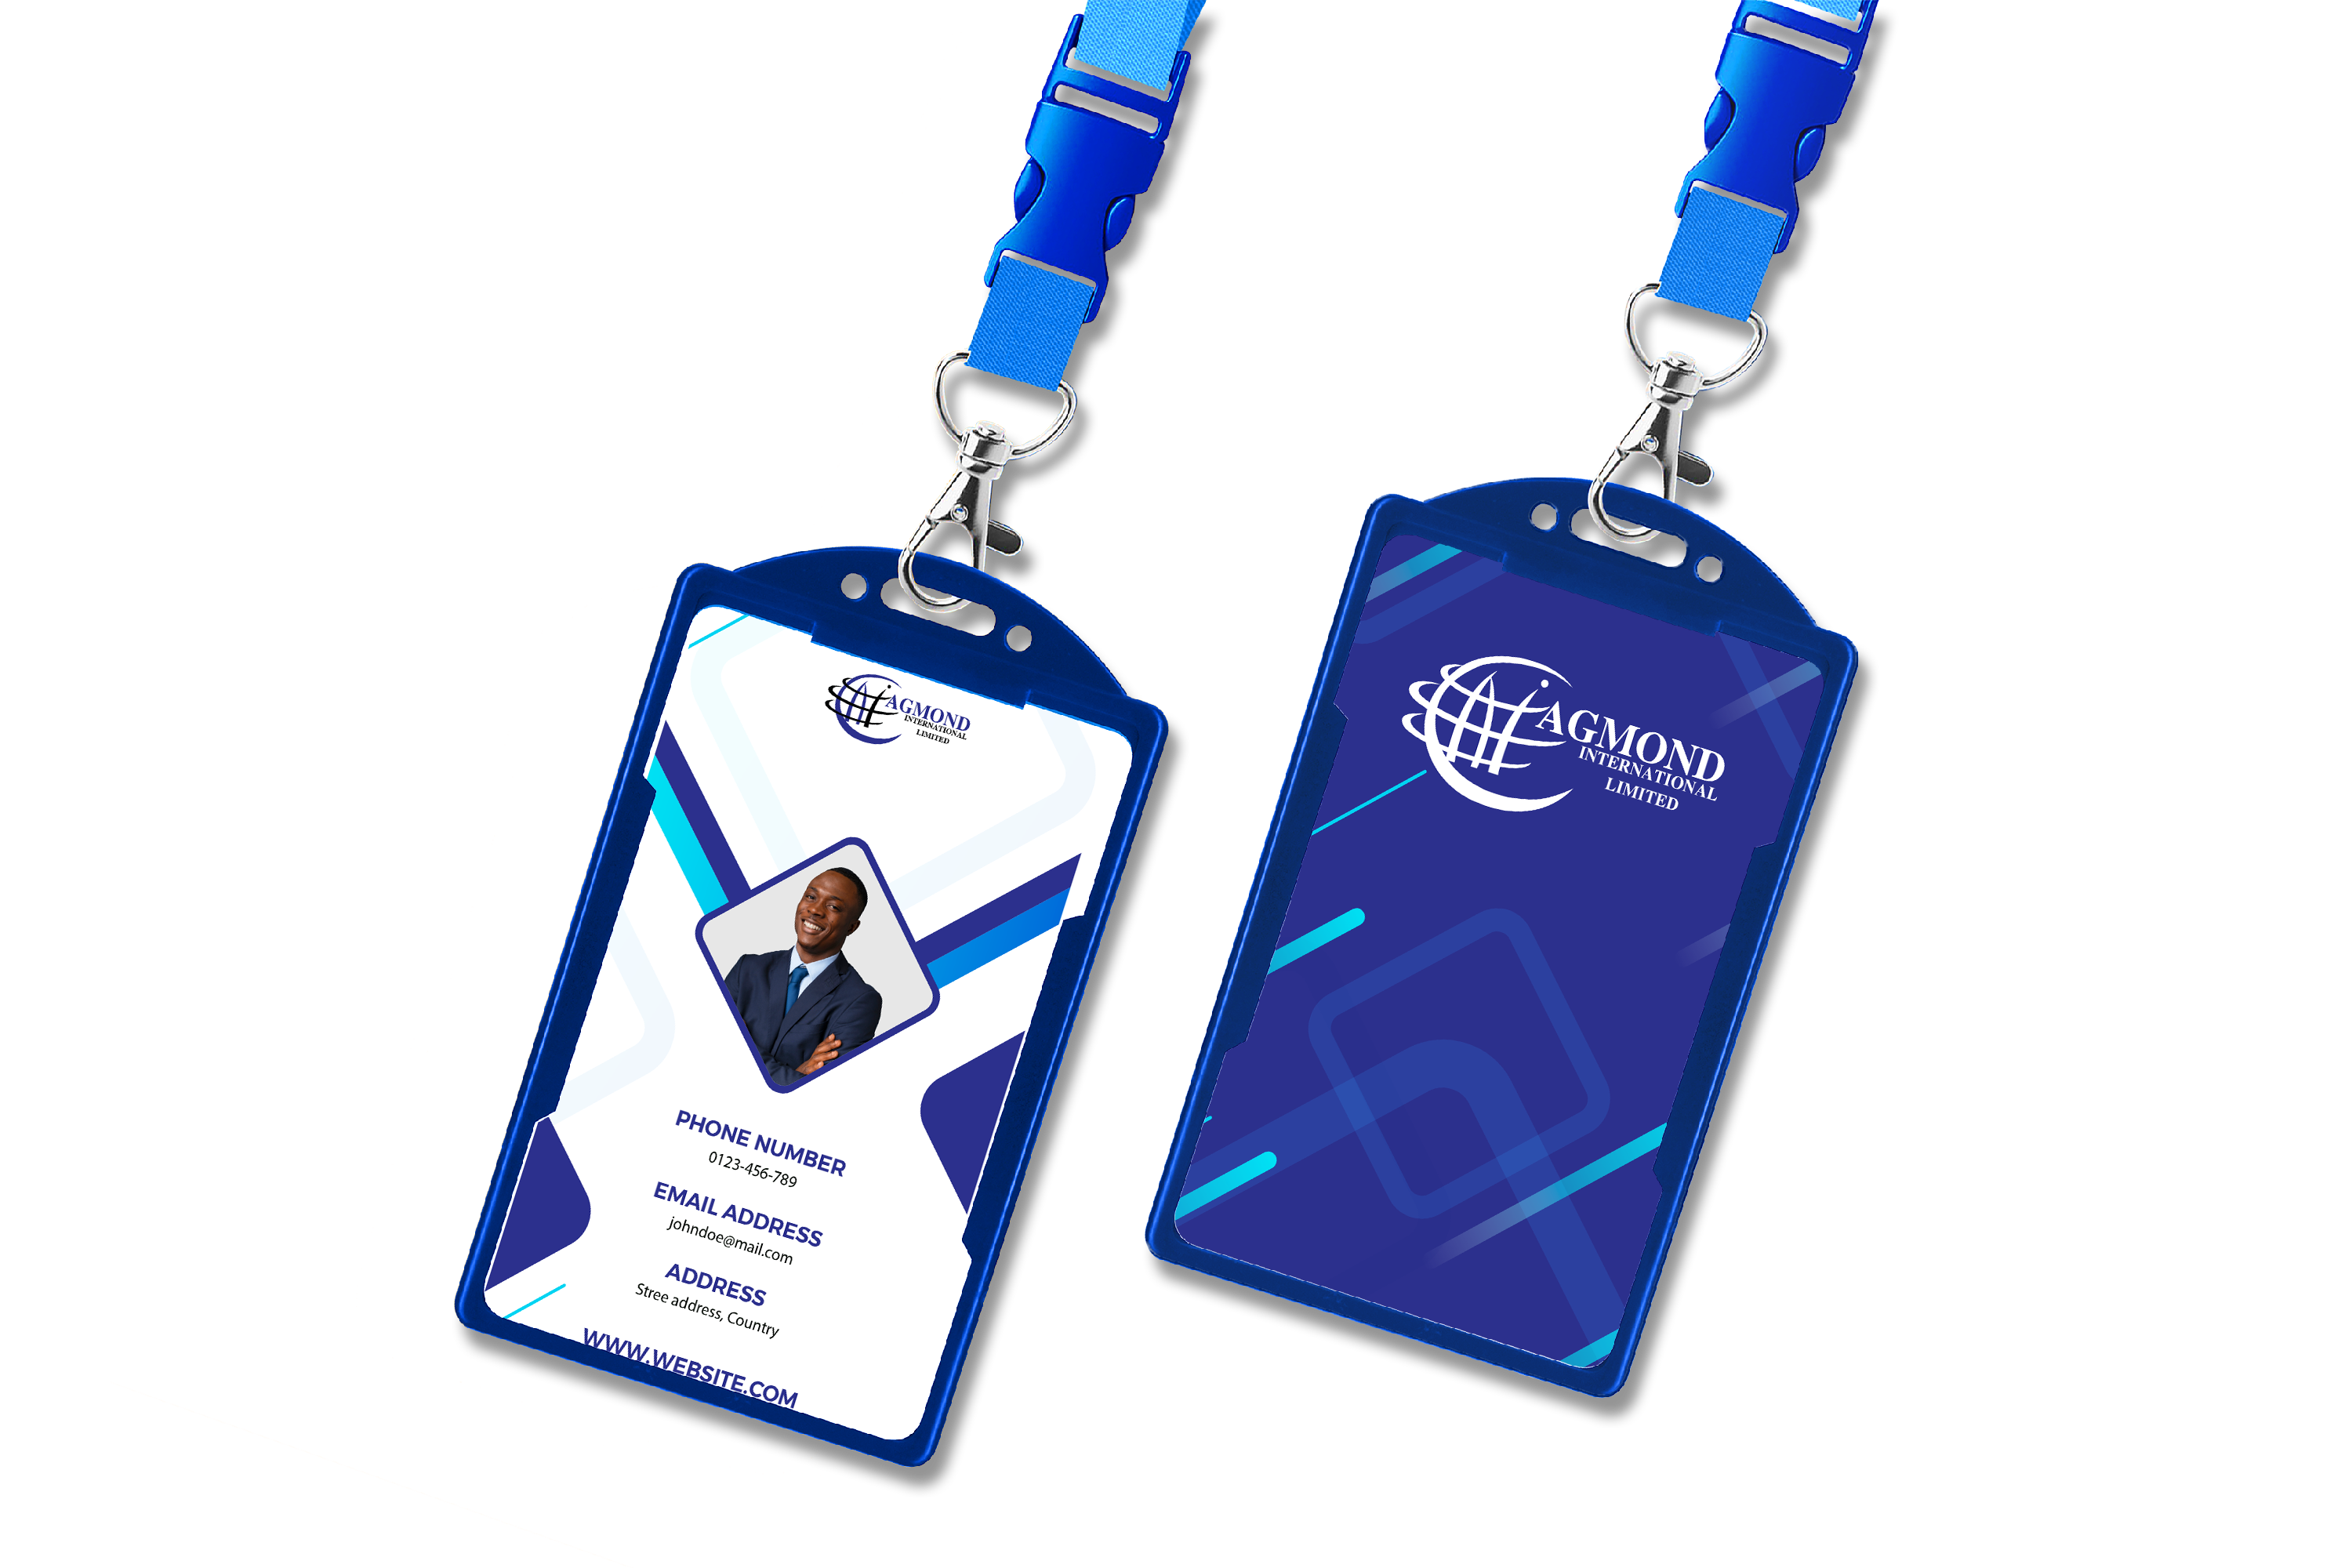 AGMOND
INTERNATIONAL
LIMITED
PHONE NUMBER
0123-456-789
EMAIL ADDRESS
johndoe@mail.com
ADDRESS
Stree address, Country
WWW.WEBSITE.COM
AGMOND
INTERNATIONAL
LIMITED